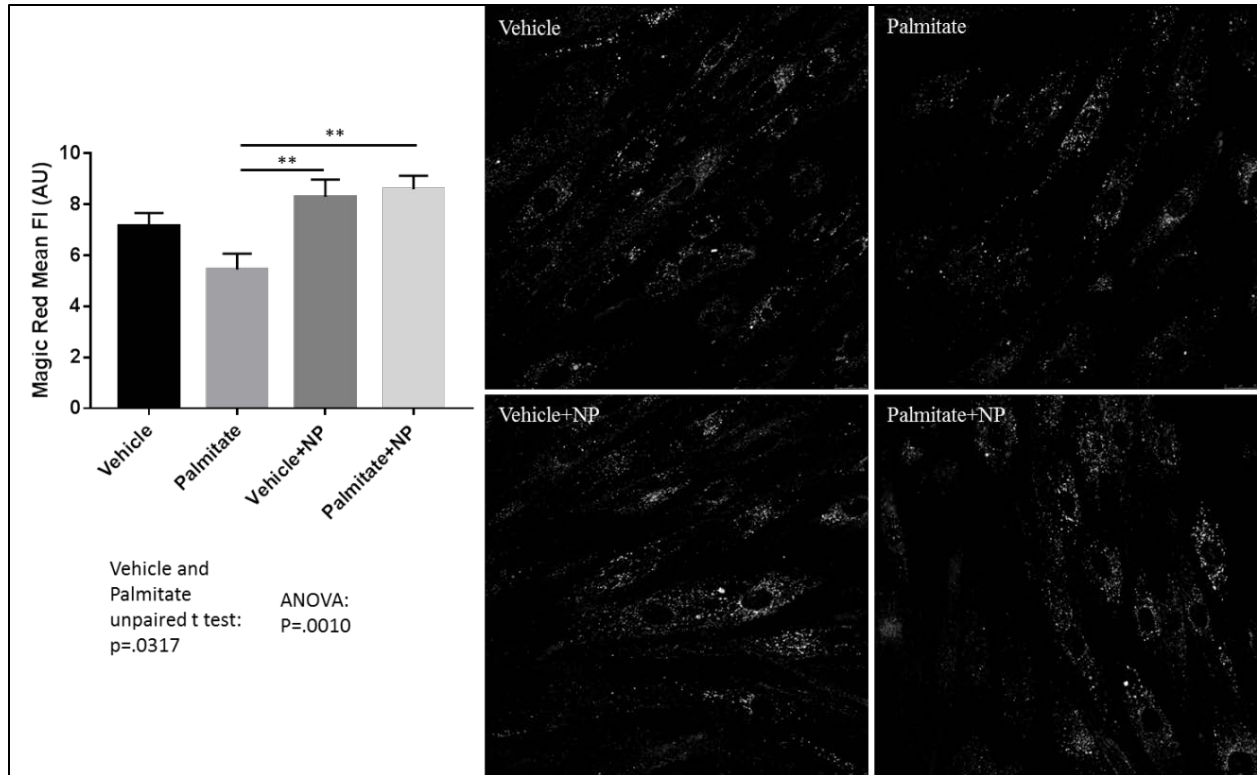 **
**
10
8
6
4
2
0
Magic Red Mean FI (AU)
Vehicle
Palmitate
Vehicle+NP
Palmitate+NP
Vehicle and
Palmitate
unpaired t test:
p=.0317
ANOVA:
P=.0010
Vehicle
Palmitate
Vehicle+NP
Palmitate+NP